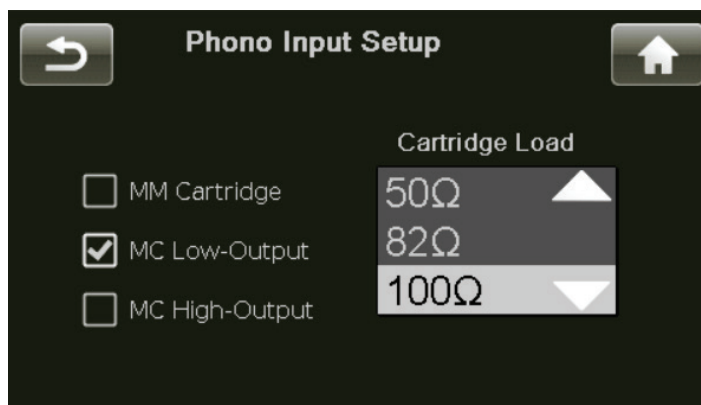 Phono Input Setup
Cartridge Load
MM Cartridge
MC Low-Output
MC High-Output
50Ω
82Ω
100Ω